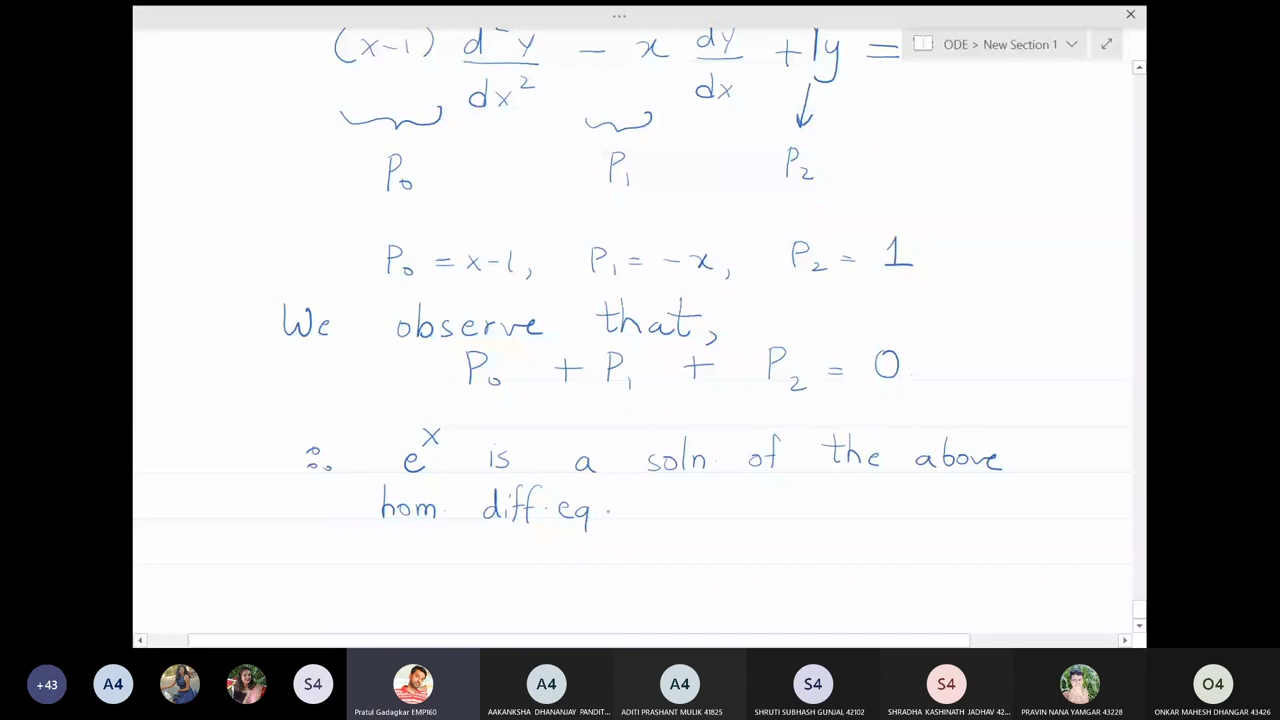 ...
ODE > New Section 1
(x-1) d²y/dx² - x dy/dx + 1y =
P₀ P₁ P₂
P₀ = x-1, P₁ = -x, P₂ = 1
We observe that,
P₀ + P₁ + P₂ = 0
∴ eˣ is a soln. of the above
hom. diff. eq.
+43 A4 S4 A4 A4 S4 S4 O4
Pratul Gadagkar EMP160 AAKANKSHA DHANANJAY PANDIT... ADITI PRASHANT MULIK 41825 SHRUTI SUBHASH GUNJAL 42102 SHRADHA KASHINATH JADHAV 42... PRAVIN NANA YAMGAR 43228 ONKAR MAHESH DHANGAR 43426